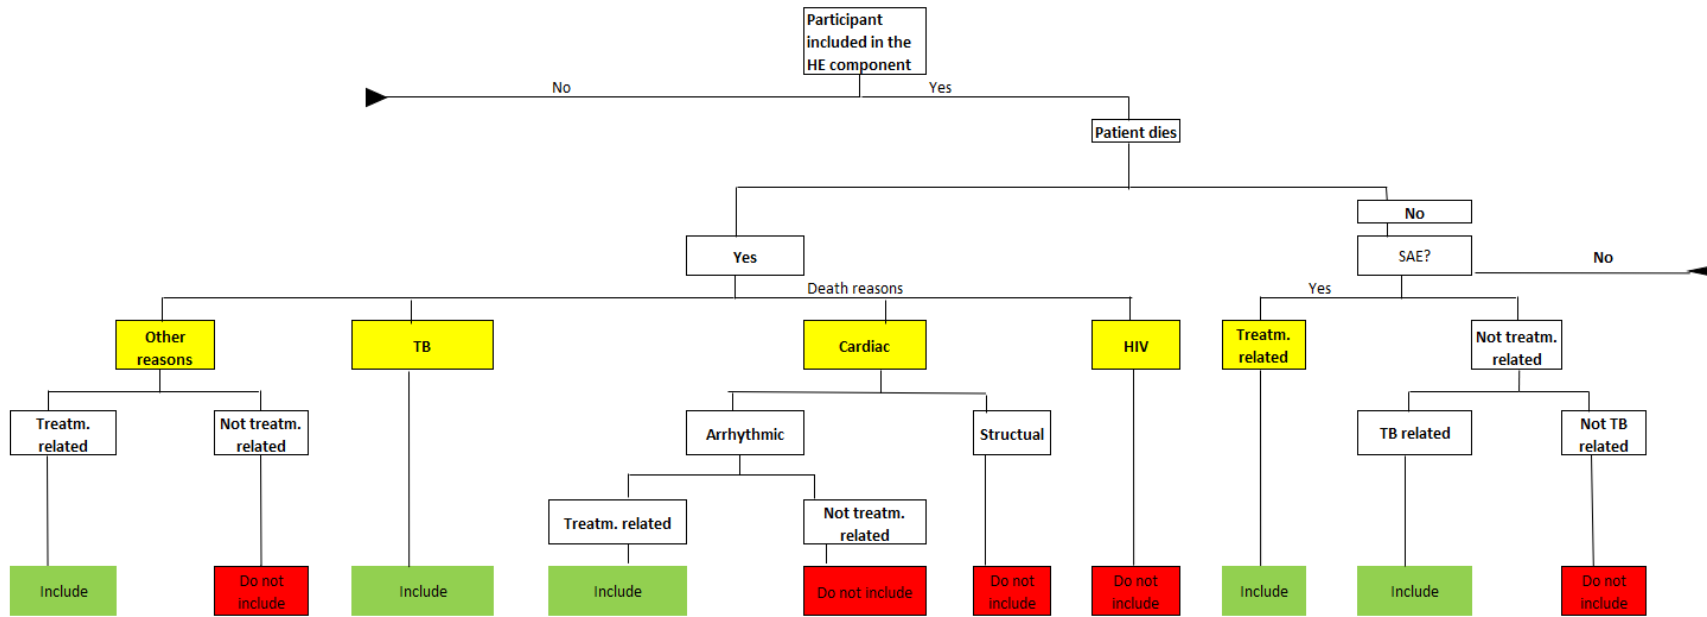 Participant
included in the
HE component
No
Yes
Patient dies
No
Yes
SAE?
No
Death reasons
Yes
Other
reasons
TB
Cardiac
HIV
Treatm.
related
Not treatm.
related
Treatm.
related
Not treatm.
related
Arrhythmic
Structual
TB related
Not TB
related
Treatm. related
Not treatm.
related
Include
Do not
include
Include
Include
Do not include
Do not
include
Do not
include
Include
Include
Do not
include